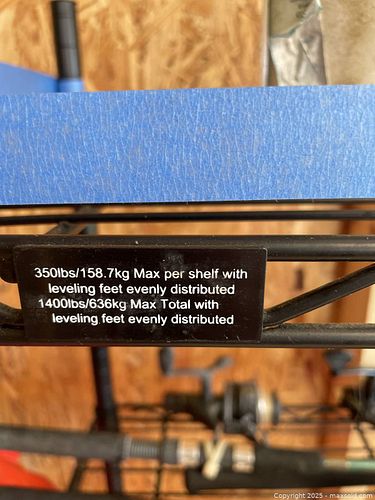 350lbs/158.7kg Max per shelf with
leveling feet evenly distributed
1400lbs/636kg Max Total with
leveling feet evenly distributed
Copyright 2025 - maxsold.com